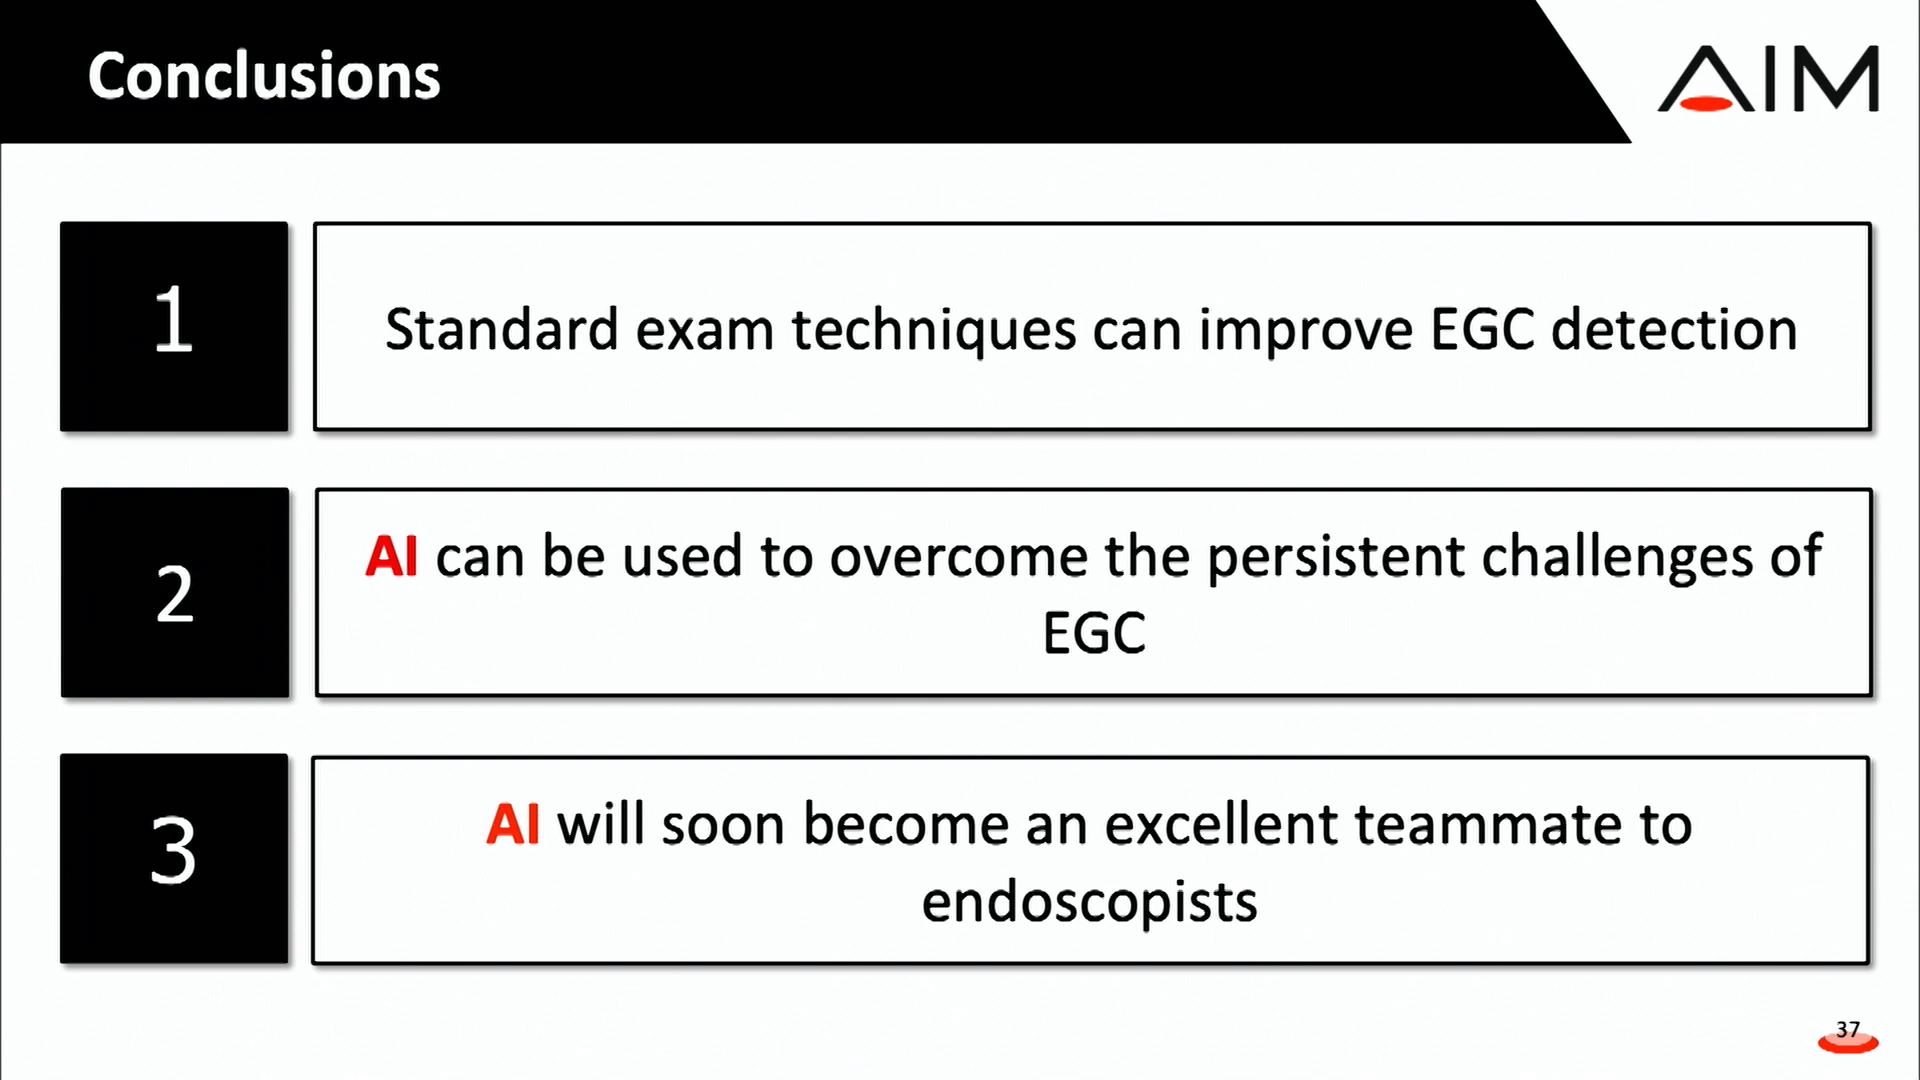 Conclusions
AIM
1
Standard exam techniques can improve EGC detection
2
AI can be used to overcome the persistent challenges of
EGC
3
AI will soon become an excellent teammate to
endoscopists
37